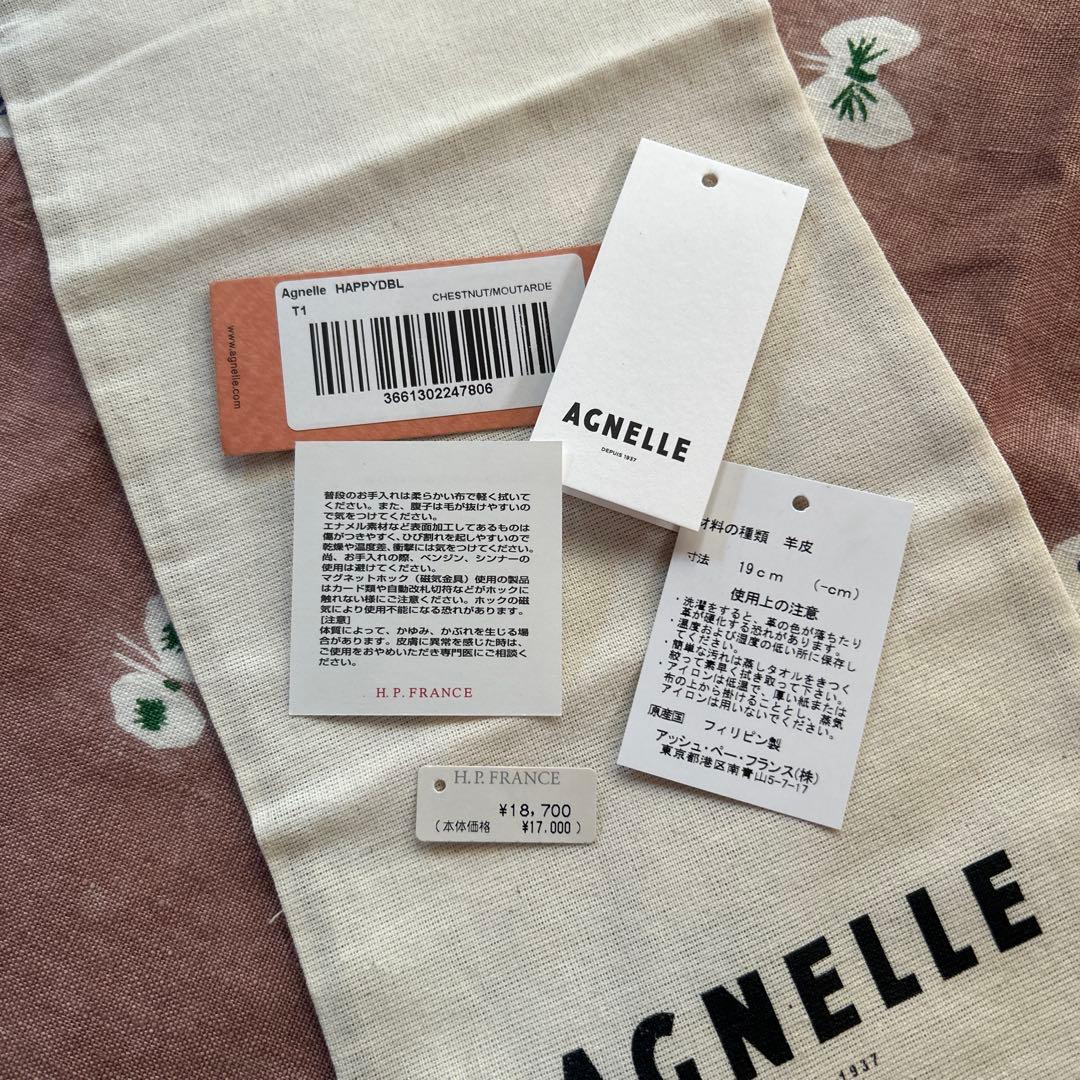 Agnelle HAPPYDBL
CHESTNUT/MOUTARDE
T1
3661302247806
www.agnelle.com
AGNELLE
DEPUIS 1937
普段のお手入れは柔らかい布で軽く拭いて
ください。また、腹子は毛が抜けやすいの
で気をつけてください。
エナメル素材など表面加工してあるものは
傷がつきやすく、ひび割れを起しやすいので
乾燥や温度差、衝撃には気をつけてください。
尚、お手入れの際、ベンジン、シンナーの
使用は避けてください。
マグネットホック（磁気金具）使用の製品
はカード類や自動改札切符などがホックに
触れない様にご注意ください。ホックの磁
気により使用不能になる恐れがあります。
[注意]
体質によって、かゆみ、かぶれを生じる場
合があります。皮膚に異常を感じた時は、
ご使用をおやめいただき専門医にご相談く
ださい。
H.P.FRANCE
材料の種類 羊皮
寸法 19cm (-cm)
使用上の注意
・洗濯をすると、革の色が落ちたり
革が硬化する恐れがあります。
・温度および湿度の低い所に保存し
てください。
・簡単な汚れは蒸しタオルをきつく
絞って素早く拭き取って下さい。
・アイロンは低温で、厚い紙または
布の上から掛けることとし、蒸気
アイロンは用いないでください。
原産国 フィリピン製
アッシュ・ペー・フランス(株)
東京都港区南青山5-7-17
H.P.FRANCE
¥18,700
(本体価格 ¥17,000)
AGNELLE
1937